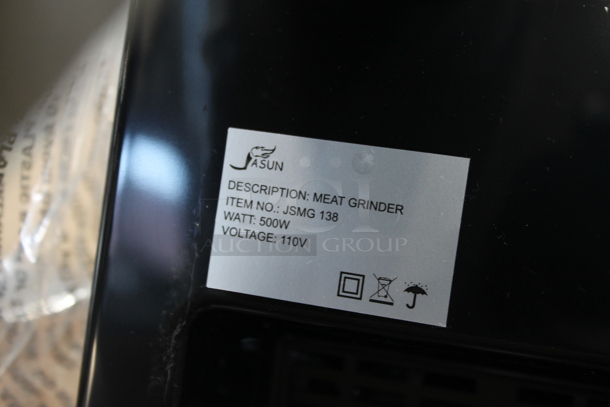 JASUN
DESCRIPTION: MEAT GRINDER
ITEM NO.: JSMG 138
WATT: 500W
VOLTAGE: 110V
AUCTION GROUP